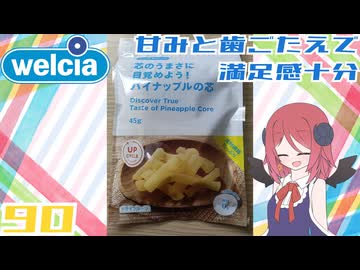 welcia
甘みと歯ごたえで
満足感十分
芯のうまさに
目覚めよう!
パイナップルの芯
Discover True
Taste of Pineapple Core
45g
UP
90